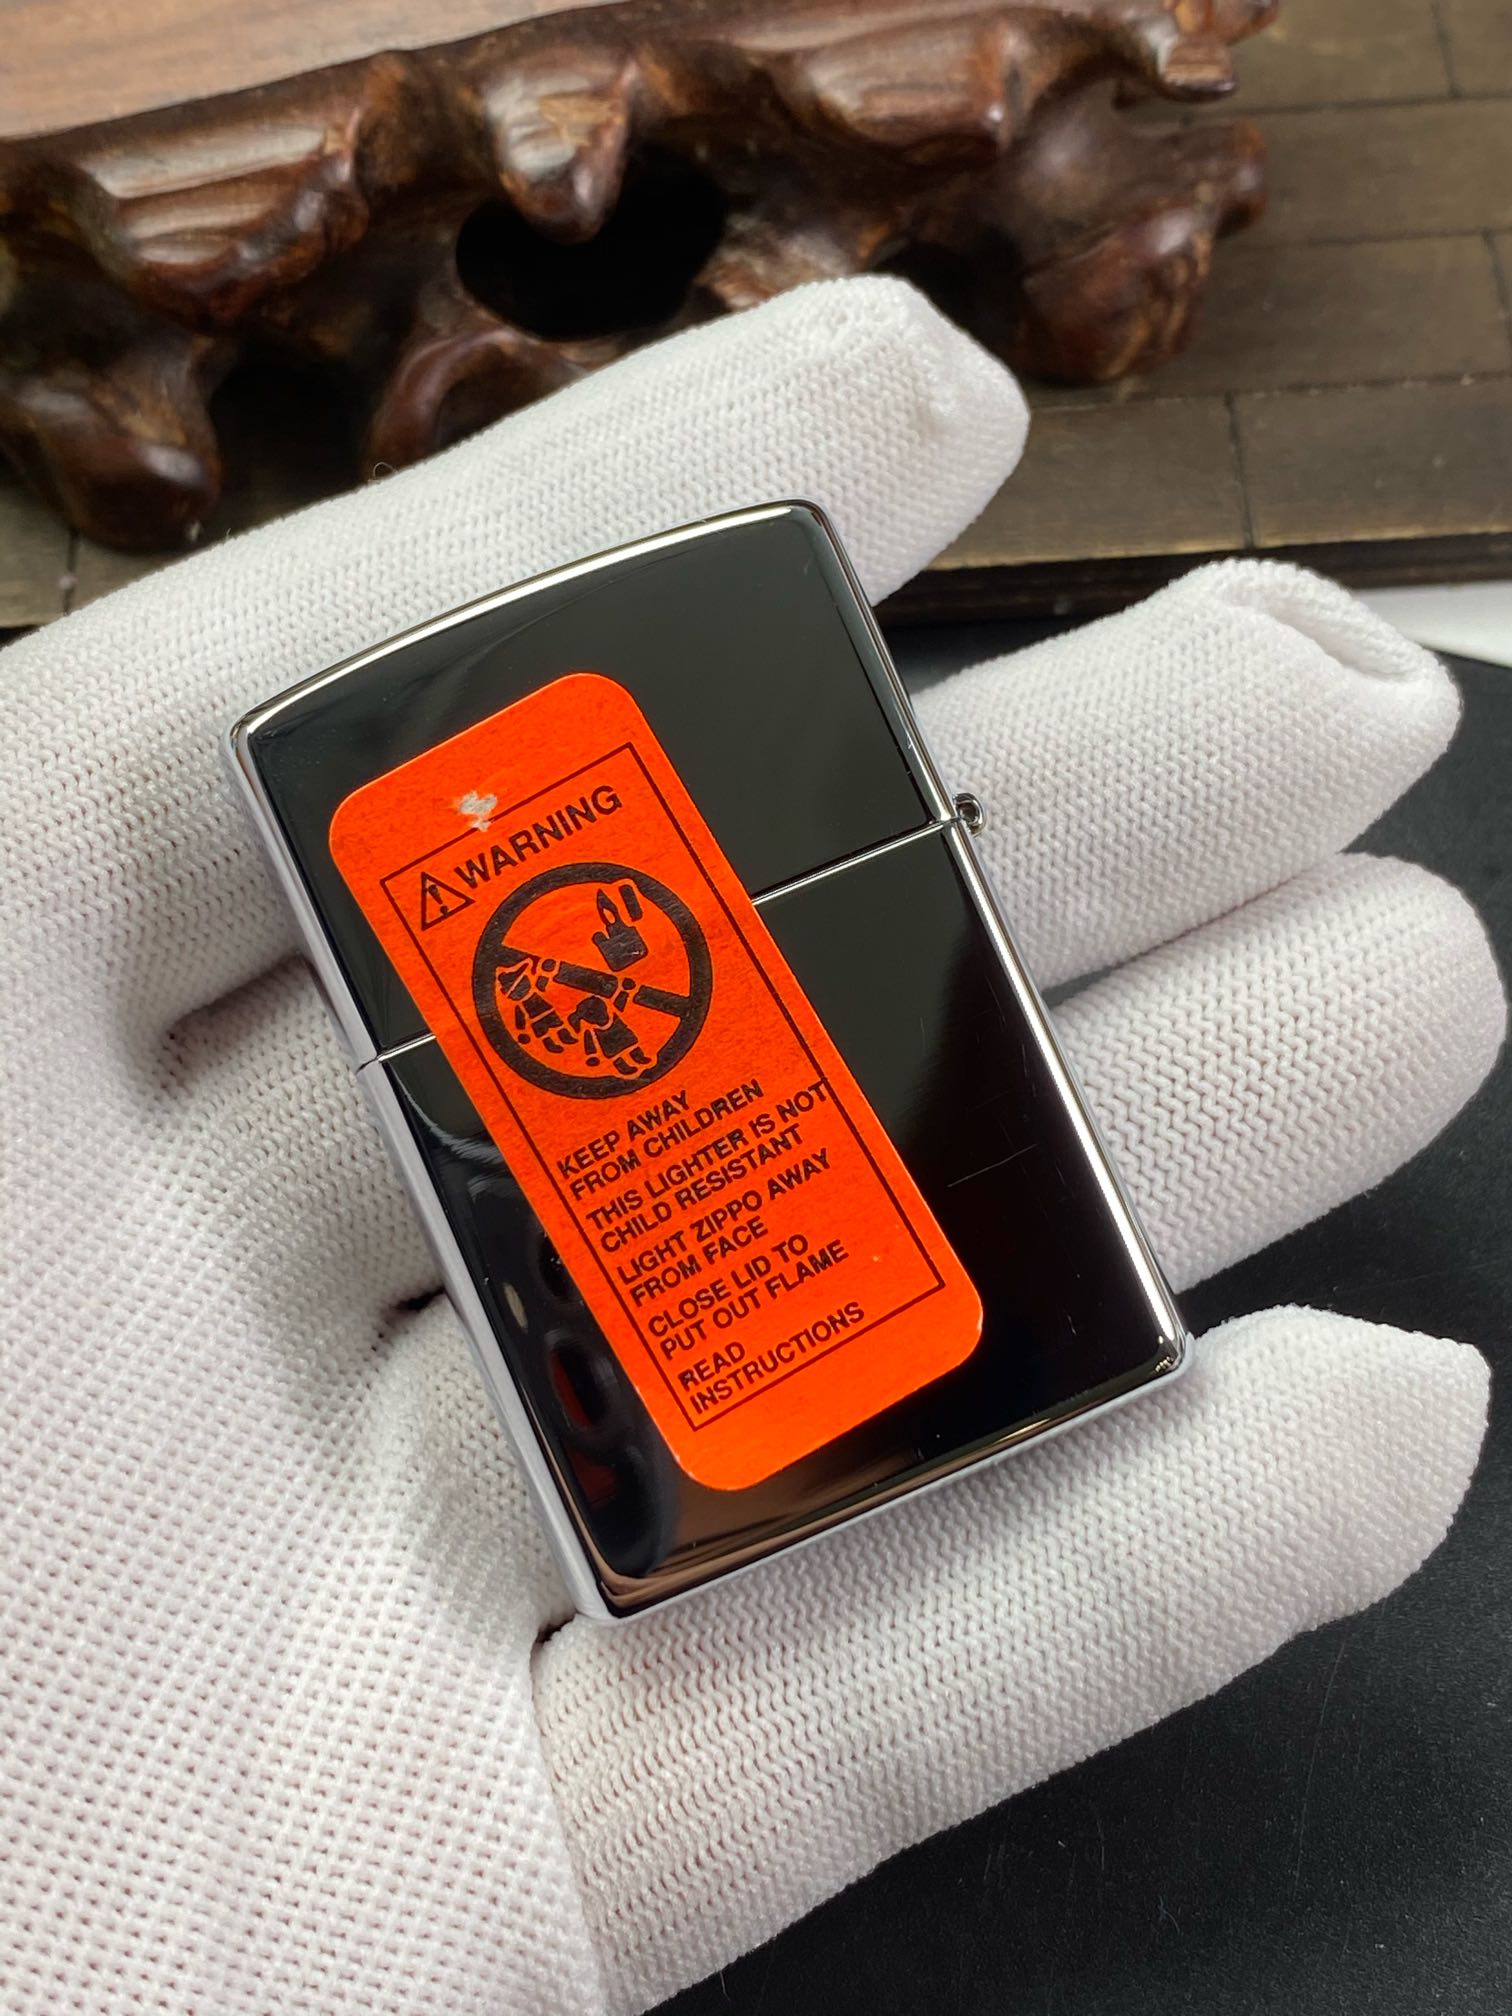 WARNING
KEEP AWAY
FROM CHILDREN
THIS LIGHTER IS NOT
CHILD RESISTANT
LIGHT ZIPPO AWAY
FROM FACE
CLOSE LID TO
PUT OUT FLAME
READ
INSTRUCTIONS